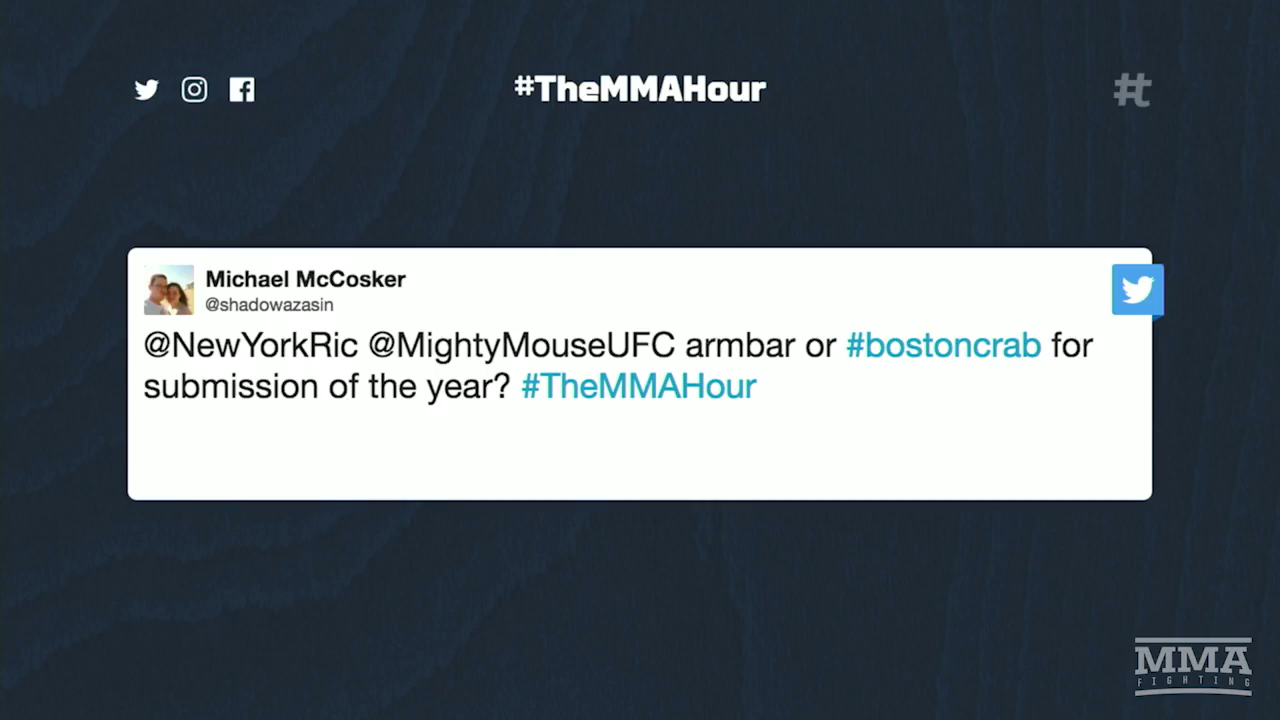 #TheMMAHour
Michael McCosker
@shadowazasin
@NewYorkRic @MightyMouseUFC armbar or #bostoncrab for
submission of the year? #TheMMAHour
MMA
FIGHTING